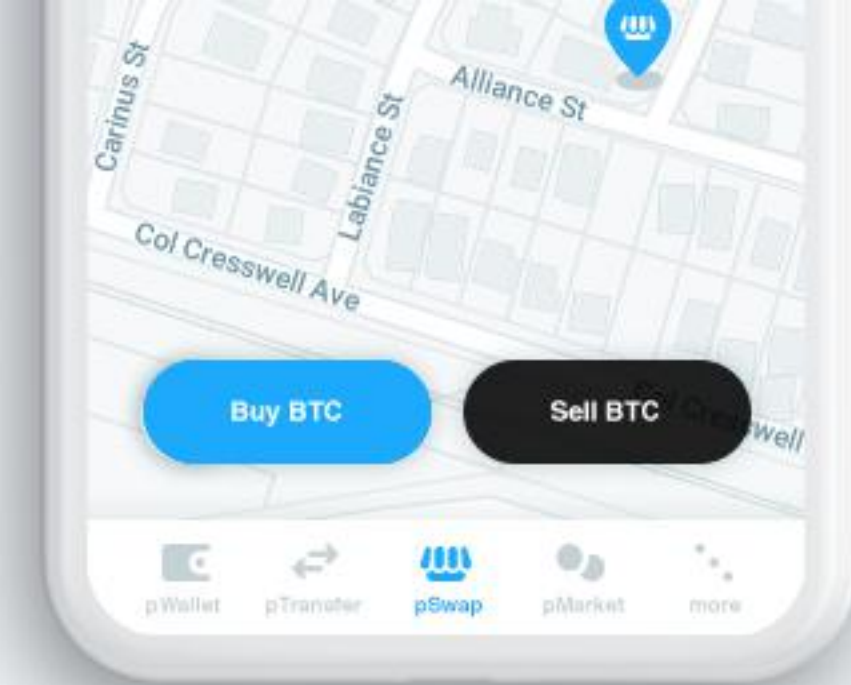 Carinus St
Alliance St
Labiance St
Col Cresswell Ave
Buy BTC
Sell BTC
Col Cresswell
pWallet
pTransfer
pSwap
pMarket
more